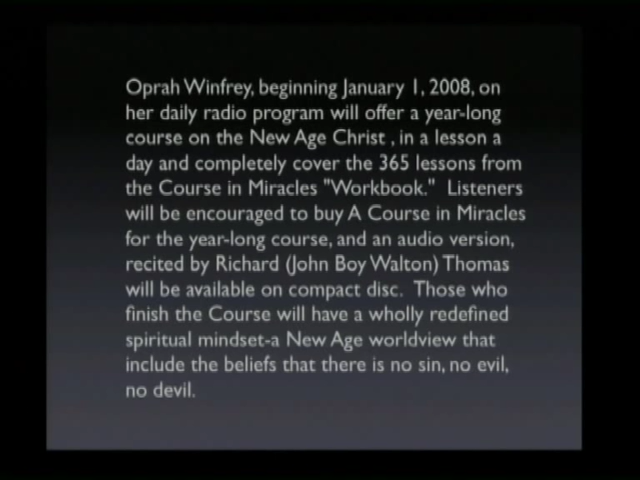 Oprah Winfrey, beginning January 1, 2008, on
her daily radio program will offer a year-long
course on the New Age Christ , in a lesson a
day and completely cover the 365 lessons from
the Course in Miracles "Workbook." Listeners
will be encouraged to buy A Course in Miracles
for the year-long course, and an audio version,
recited by Richard (John Boy Walton) Thomas
will be available on compact disc. Those who
finish the Course will have a wholly redefined
spiritual mindset-a New Age worldview that
include the beliefs that there is no sin, no evil,
no devil.